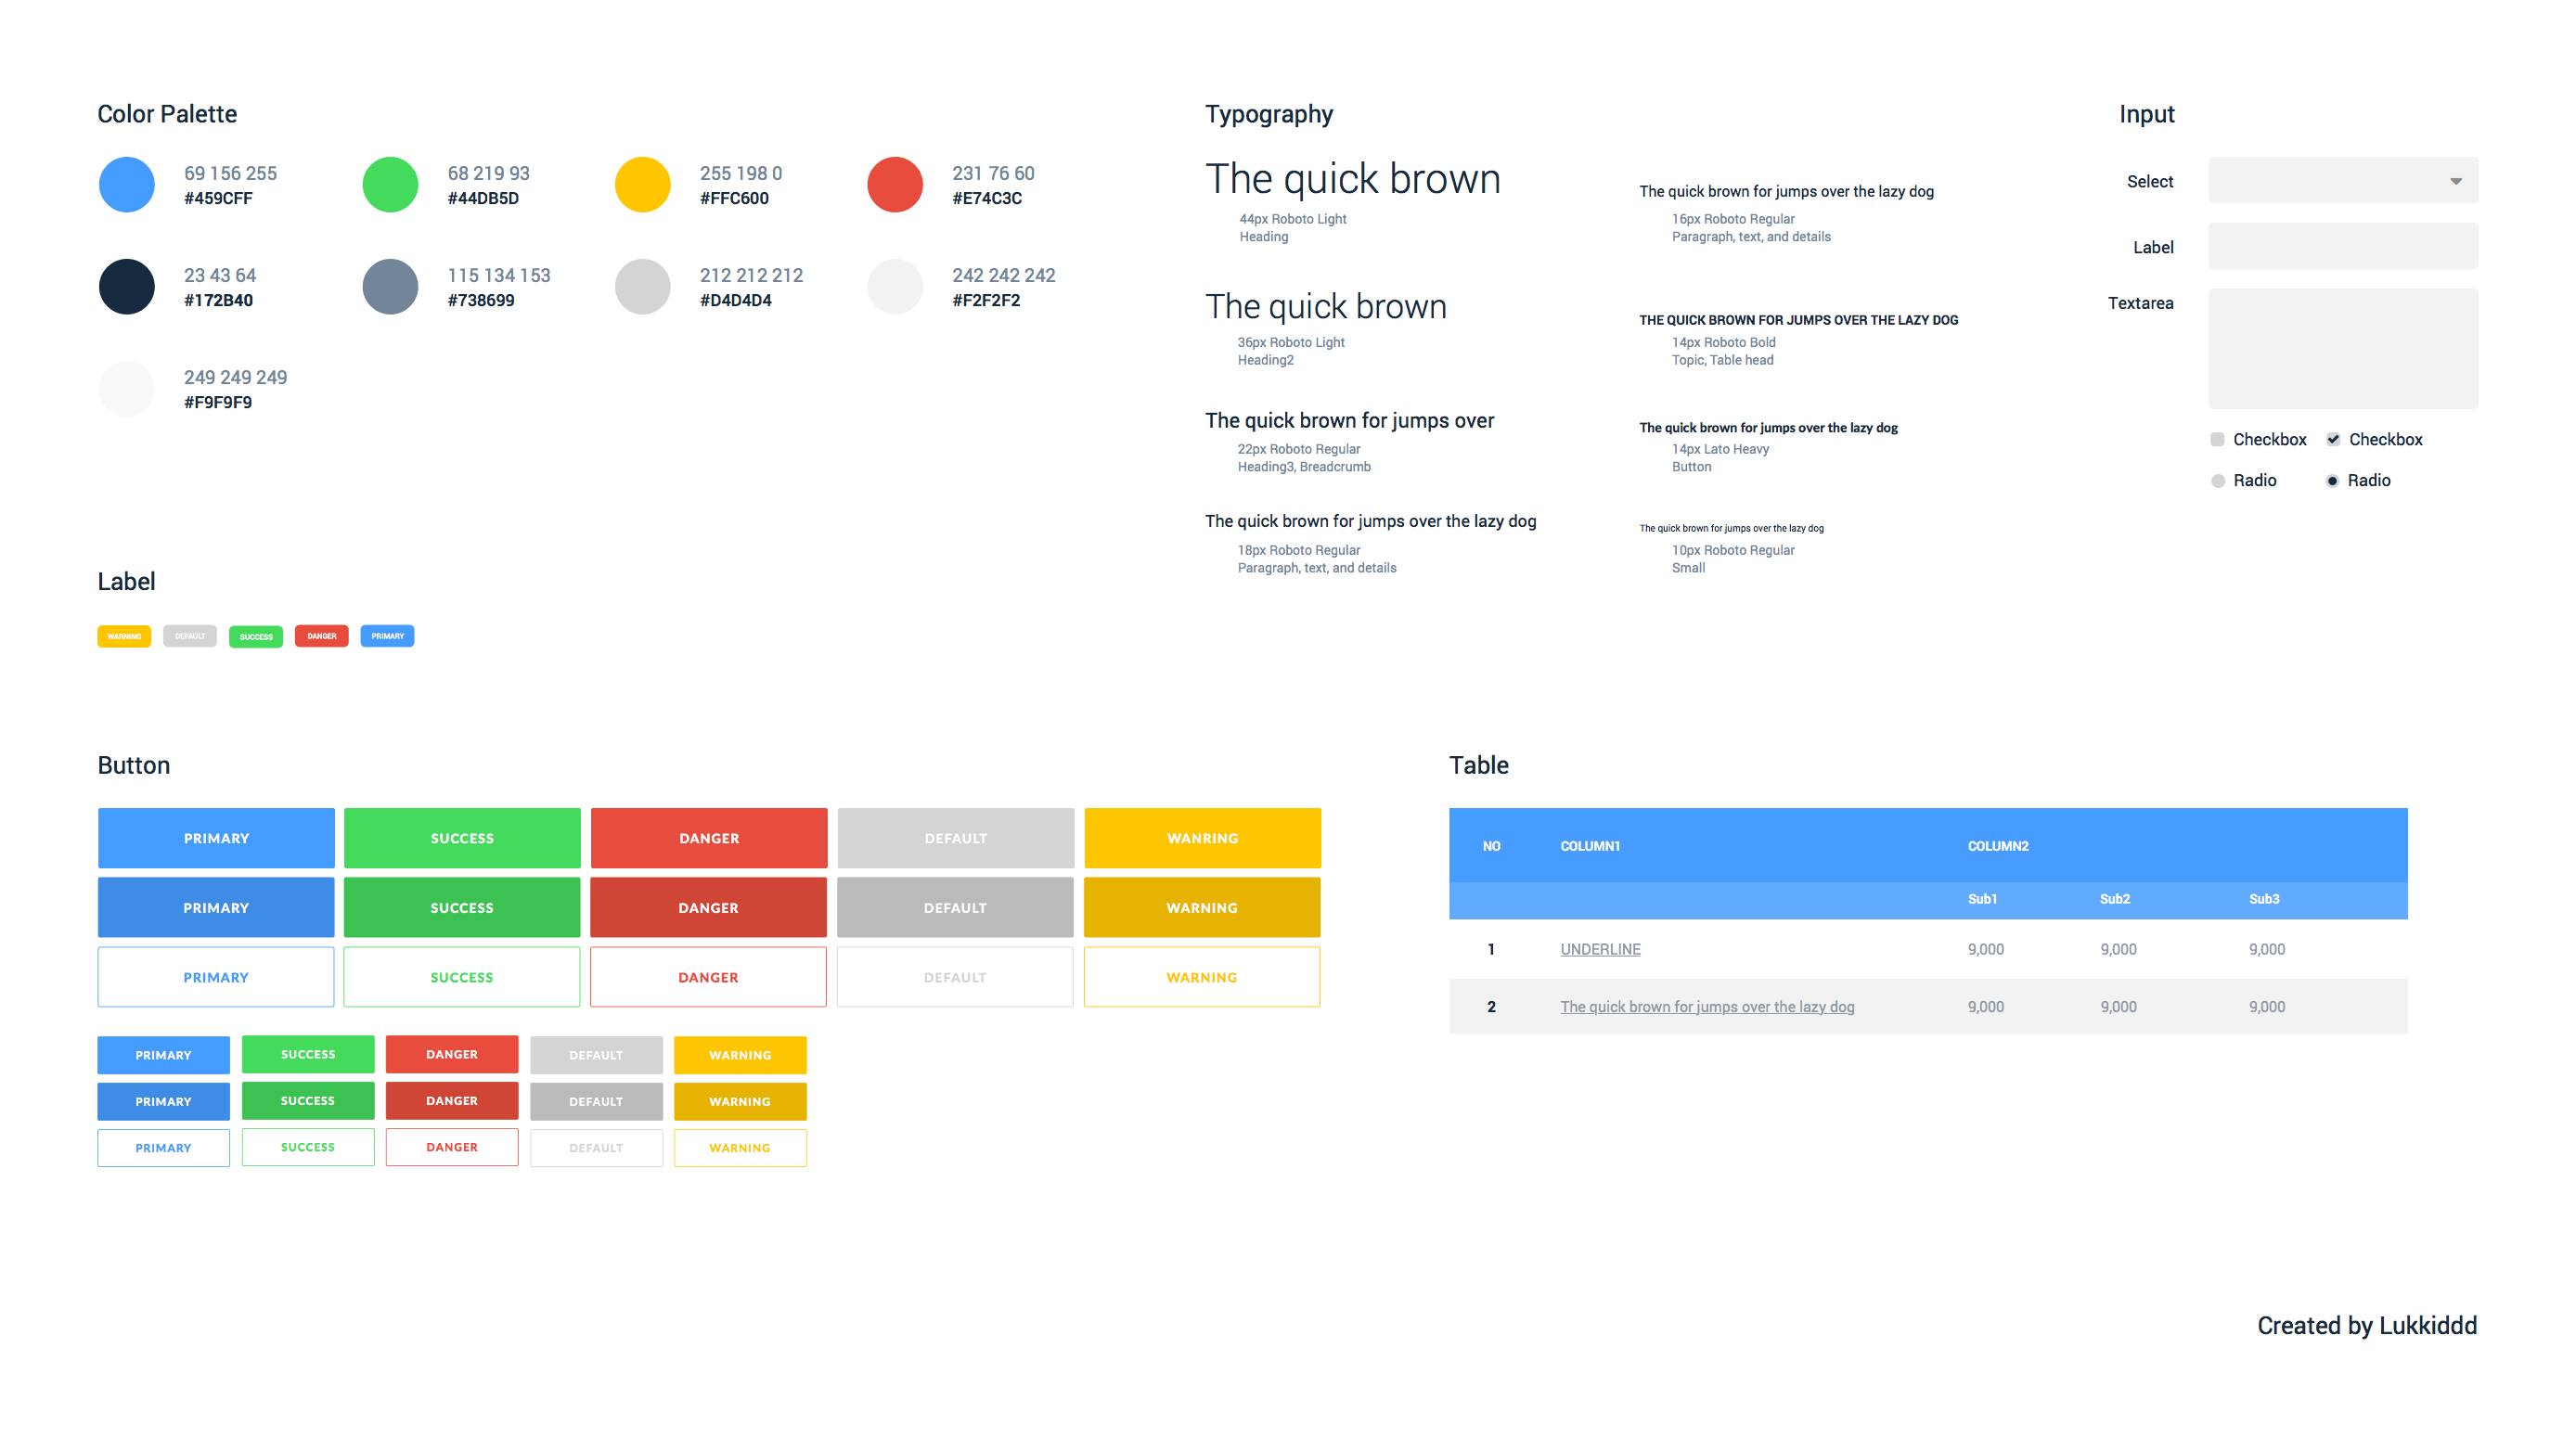 Color Palette
69 156 255
#459CFF
68 219 93
#44DB5D
255 198 0
#FFC600
231 76 60
#E74C3C
23 43 64
#172B40
115 134 153
#738699
212 212 212
#D4D4D4
242 242 242
#F2F2F2
249 249 249
#F9F9F9
Label
WARNING
DEFAULT
SUCCESS
DANGER
PRIMARY
Typography
The quick brown
44px Roboto Light
Heading
The quick brown
36px Roboto Light
Heading2
The quick brown for jumps over
22px Roboto Regular
Heading3, Breadcrumb
The quick brown for jumps over the lazy dog
18px Roboto Regular
Paragraph, text, and details
The quick brown for jumps over the lazy dog
16px Roboto Regular
Paragraph, text, and details
THE QUICK BROWN FOR JUMPS OVER THE LAZY DOG
14px Roboto Bold
Topic, Table head
The quick brown for jumps over the lazy dog
14px Lato Heavy
Button
The quick brown for jumps over the lazy dog
10px Roboto Regular
Small
Input
Select
Label
Textarea
Checkbox
Checkbox
Radio
Radio
Button
PRIMARY
SUCCESS
DANGER
DEFAULT
WANRING
PRIMARY
SUCCESS
DANGER
DEFAULT
WARNING
PRIMARY
SUCCESS
DANGER
DEFAULT
WARNING
PRIMARY
SUCCESS
DANGER
DEFAULT
WARNING
PRIMARY
SUCCESS
DANGER
DEFAULT
WARNING
PRIMARY
SUCCESS
DANGER
DEFAULT
WARNING
Table
NO COLUMN1 COLUMN2
Sub1 Sub2 Sub3
1 UNDERLINE 9,000 9,000 9,000
2 The quick brown for jumps over the lazy dog 9,000 9,000 9,000
Created by Lukkiddd